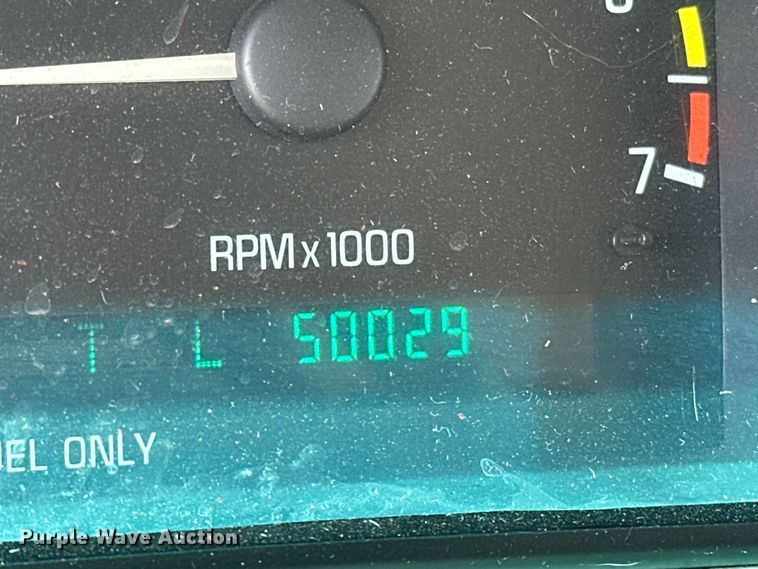 7
RPM x 1000
T L 50029
EL ONLY
Purple Wave Auction